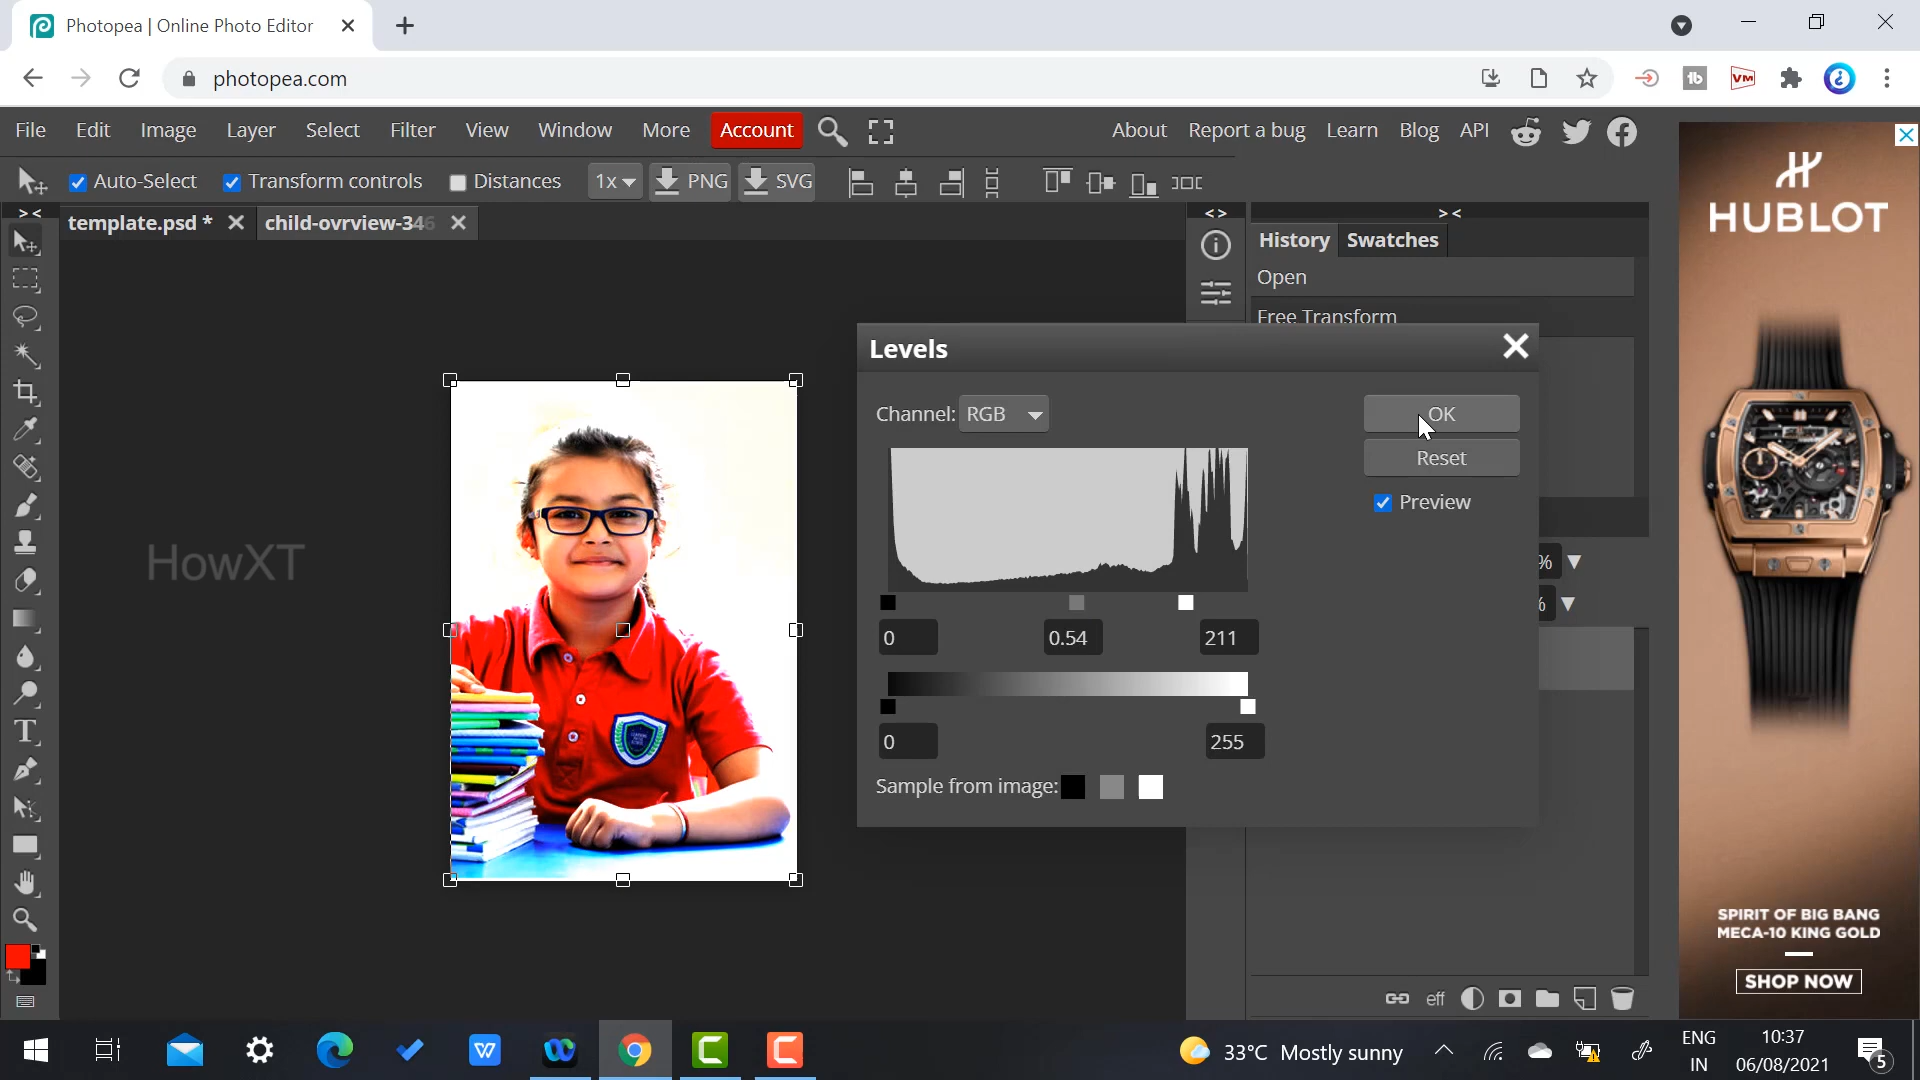 Photopea | Online Photo Editor
photopea.com
File Edit Image Layer Select Filter View Window More Account About Report a bug Learn Blog API
Auto-Select Transform controls Distances 1x PNG SVG
template.psd * child-ovrview-346
History Swatches
Open
Free Transform
Levels
Channel: RGB
OK
Reset
Preview
0 0.54 211
0 255
Sample from image:
%
%
eff
HowXT
HUBLOT
SPIRIT OF BIG BANG
MECA-10 KING GOLD
SHOP NOW
33°C Mostly sunny
ENG
IN
10:37
06/08/2021
5